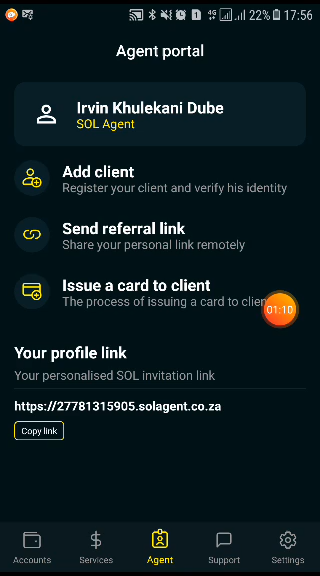 4G
1
22%
17:56
Agent portal
Irvin Khulekani Dube
SOL Agent
Add client
Register your client and verify his identity
Send referral link
Share your personal link remotely
Issue a card to client
The process of issuing a card to clien
01:10
Your profile link
Your personalised SOL invitation link
https://27781315905.solagent.co.za
Copy link
Accounts
Services
Agent
Support
Settings